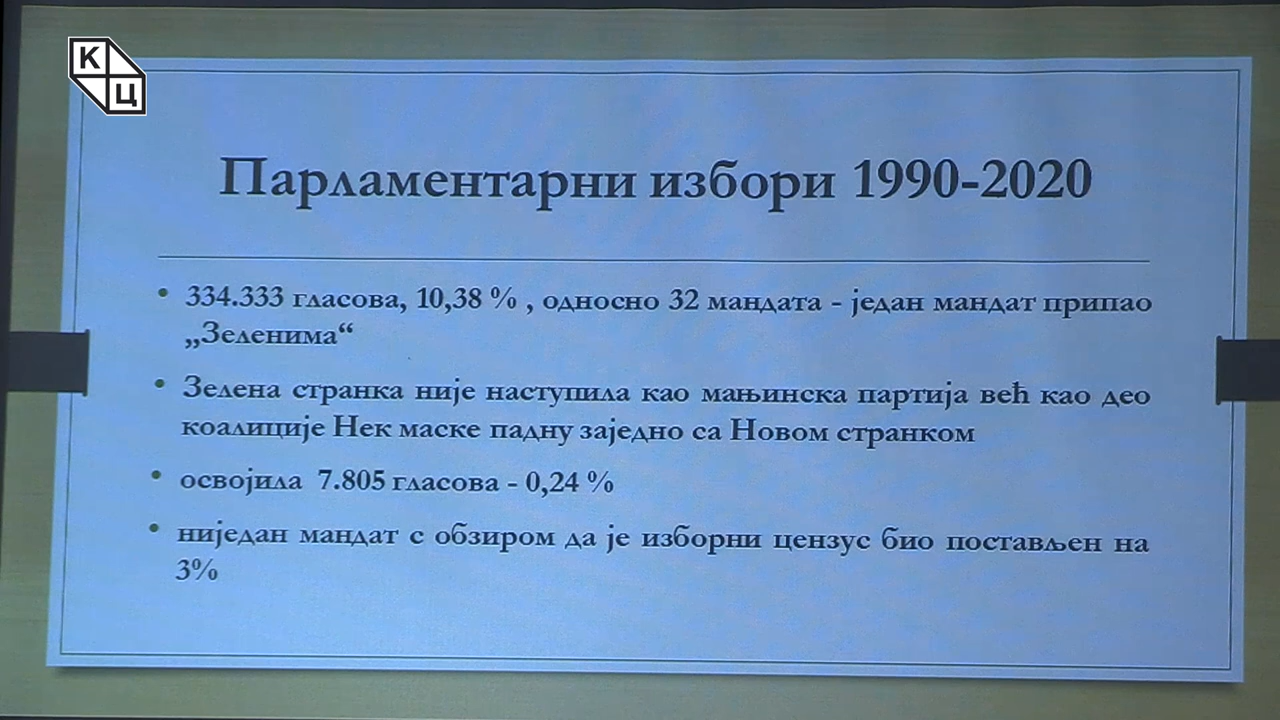 К
Ц
Парламентарни избори 1990-2020
• 334.333 гласова, 10,38 % , односно 32 мандата - један мандат припао
„Зеленима“
• Зелена странка није наступила као мањинска партија већ као део
коалиције Нек маске падну заједно са Новом странком
• освојила 7.805 гласова - 0,24 %
• ниједан мандат с обзиром да је изборни цензус био постављен на
3%